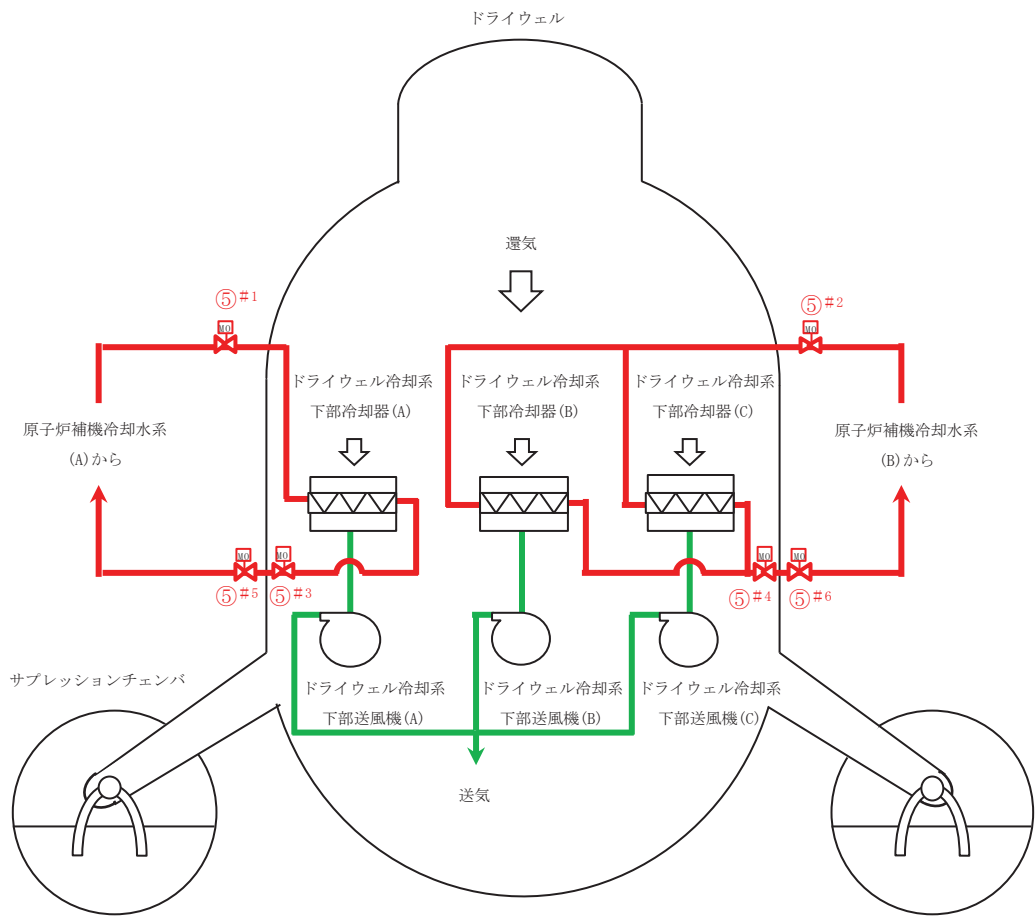 ドライウェル
還気
⑤#1
⑤#2
MO
MO
ドライウェル冷却系
下部冷却器(A)
ドライウェル冷却系
下部冷却器(B)
ドライウェル冷却系
下部冷却器(C)
原子炉補機冷却水系
(A)から
原子炉補機冷却水系
(B)から
MO
MO
MO
MO
⑤#5
⑤#3
⑤#4
⑤#6
サプレッションチェンバ
ドライウェル冷却系
下部送風機(A)
ドライウェル冷却系
下部送風機(B)
ドライウェル冷却系
下部送風機(C)
送気